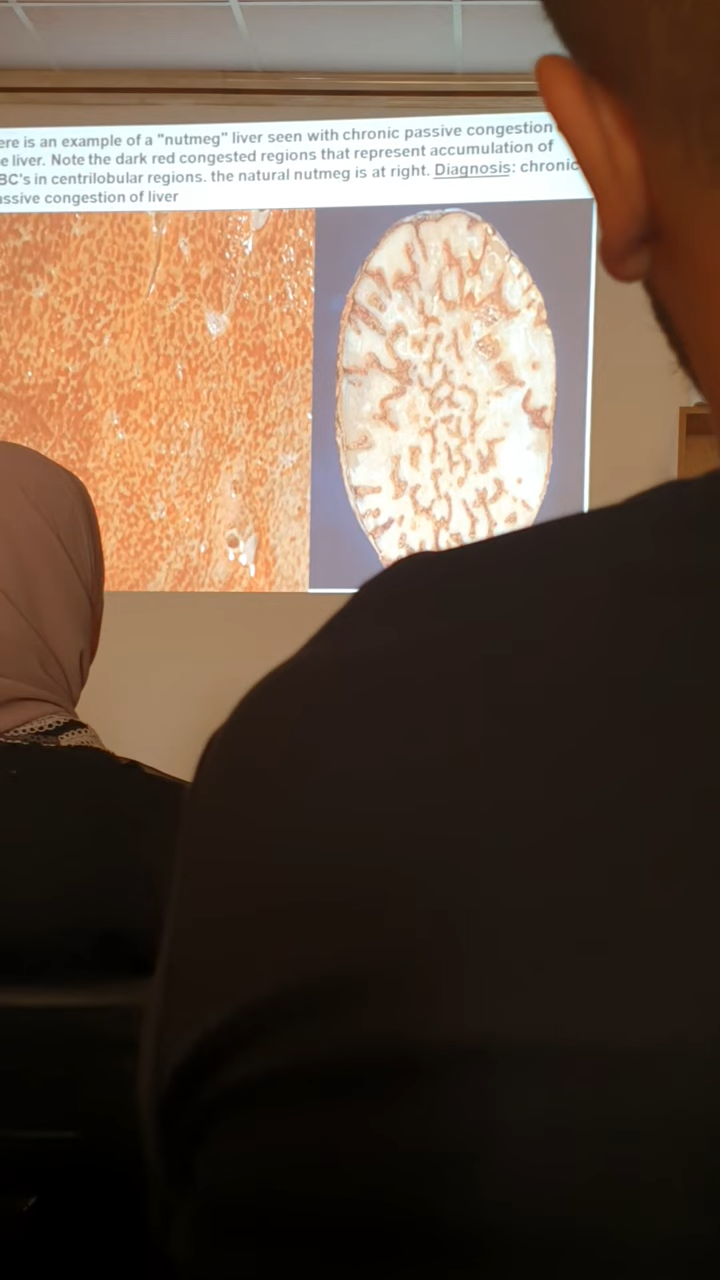 ere is an example of a "nutmeg" liver seen with chronic passive congestion
e liver. Note the dark red congested regions that represent accumulation of
BC's in centrilobular regions. the natural nutmeg is at right. Diagnosis: chronic
assive congestion of liver